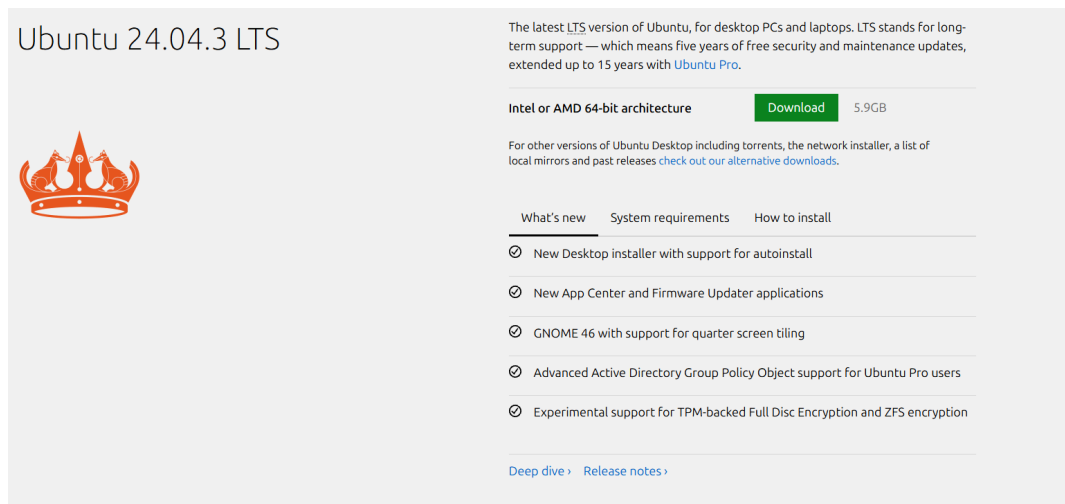 Ubuntu 24.04.3 LTS
The latest LTS version of Ubuntu, for desktop PCs and laptops. LTS stands for long-
term support — which means five years of free security and maintenance updates,
extended up to 15 years with Ubuntu Pro.
Intel or AMD 64-bit architecture
Download
5.9GB
For other versions of Ubuntu Desktop including torrents, the network installer, a list of
local mirrors and past releases check out our alternative downloads.
What's new
System requirements
How to install
New Desktop installer with support for autoinstall
New App Center and Firmware Updater applications
GNOME 46 with support for quarter screen tiling
Advanced Active Directory Group Policy Object support for Ubuntu Pro users
Experimental support for TPM-backed Full Disc Encryption and ZFS encryption
Deep dive ›
Release notes ›